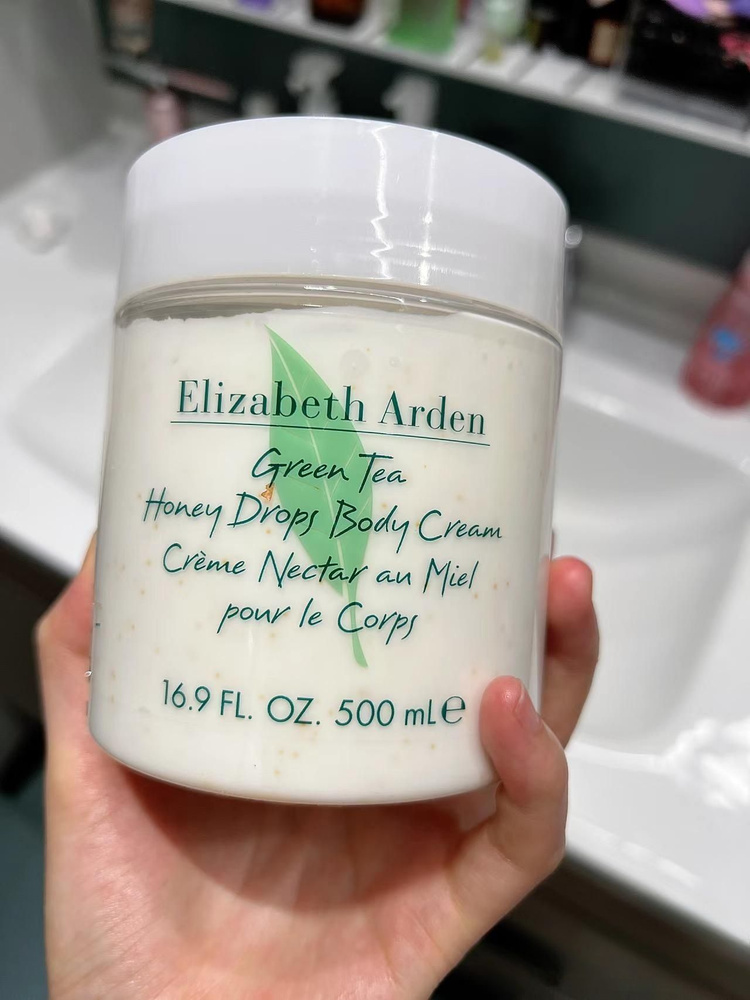 Elizabeth Arden
Green Tea
Honey Drops Body Cream
Crème Nectar au Miel
pour le Corps
16.9 FL. OZ. 500 mL e